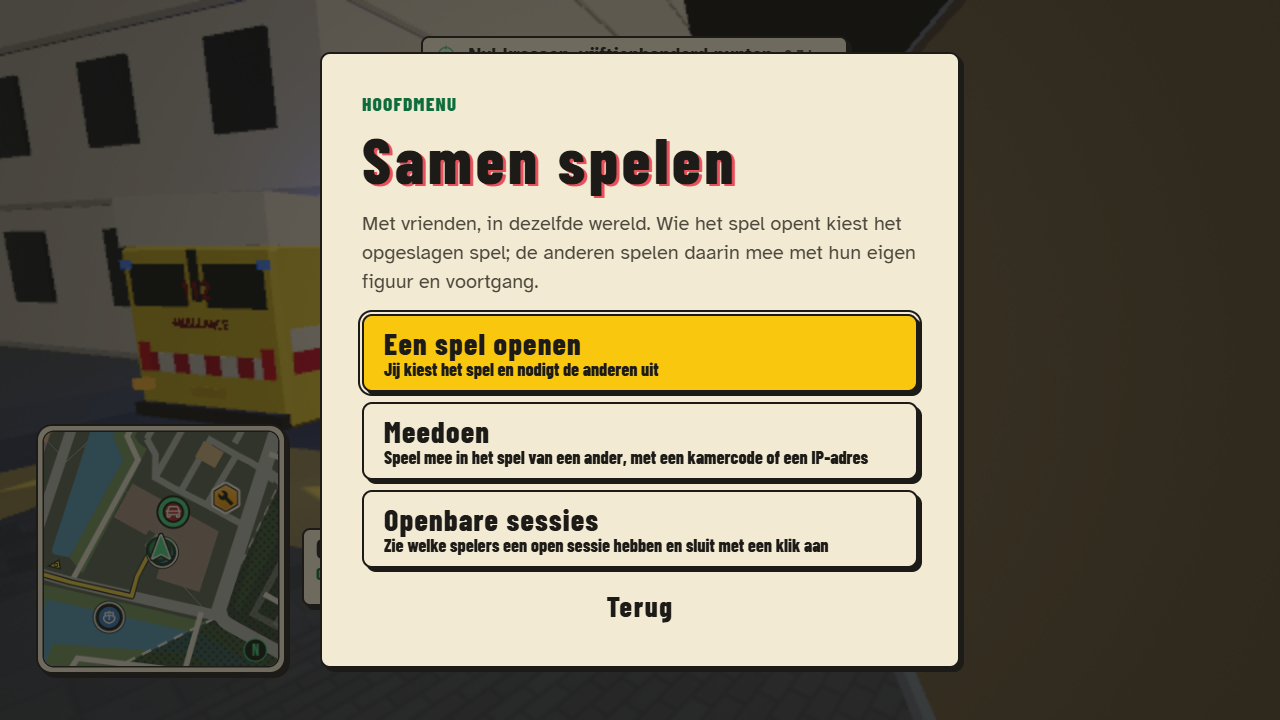 HOOFDMENU
Samen spelen
Met vrienden, in dezelfde wereld. Wie het spel opent kiest het
opgeslagen spel; de anderen spelen daarin mee met hun eigen
figuur en voortgang.
Een spel openen
Jij kiest het spel en nodigt de anderen uit
Meedoen
Speel mee in het spel van een ander, met een kamercode of een IP-adres
Openbare sessies
Zie welke spelers een open sessie hebben en sluit met een klik aan
Terug
N